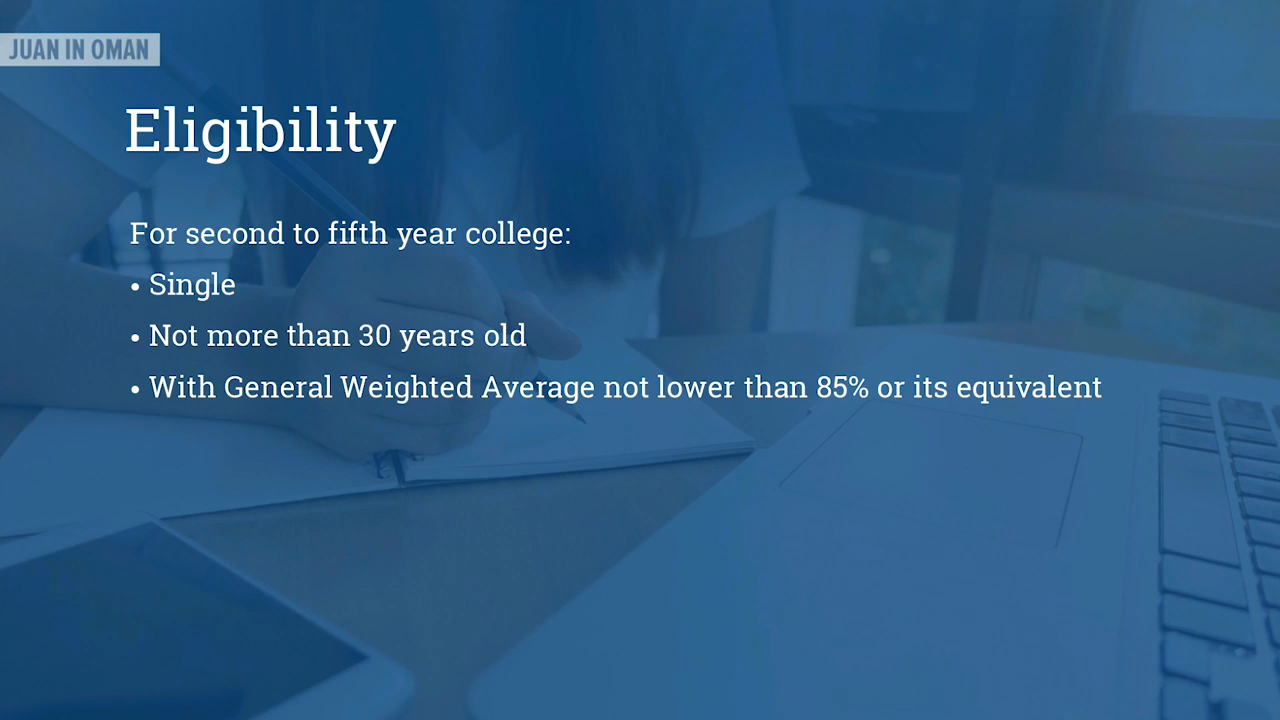 JUAN IN OMAN
Eligibility
For second to fifth year college:
• Single
• Not more than 30 years old
• With General Weighted Average not lower than 85% or its equivalent